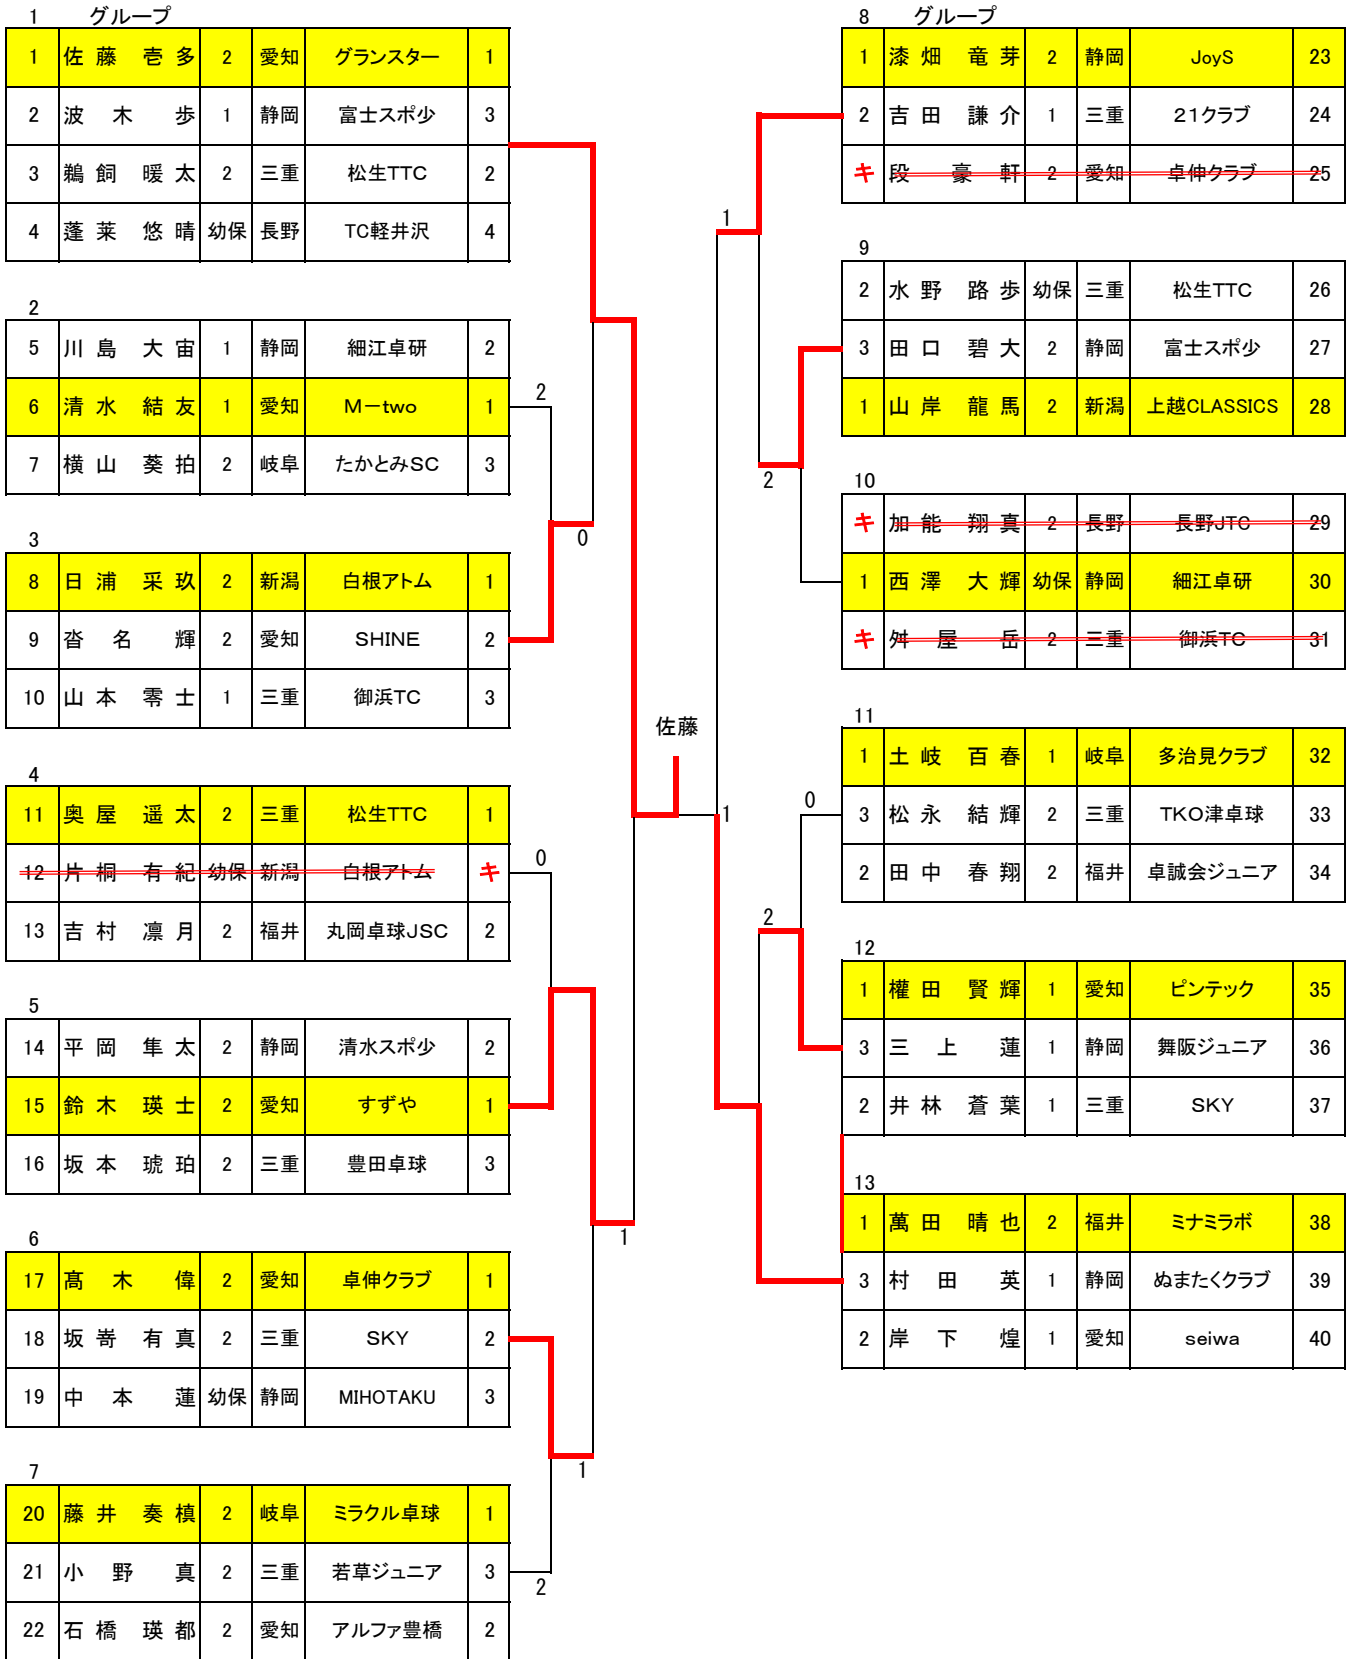 1 グループ
1 佐藤 壱多 2 愛知 グランスター 1
2 波木 歩 1 静岡 富士スポ少 3
3 鵜飼 暖太 2 三重 松生TTC 2
4 蓬莱 悠晴 幼保 長野 TC軽井沢 4
2
5 川島 大宙 1 静岡 細江卓研 2
6 清水 結友 1 愛知 M－two 1
7 横山 葵拍 2 岐阜 たかとみSC 3
2
0
3
8 日浦 采玖 2 新潟 白根アトム 1
9 沓名 輝 2 愛知 SHINE 2
10 山本 零士 1 三重 御浜TC 3
佐藤
4
11 奥屋 遥太 2 三重 松生TTC 1
12 片桐 有紀 幼保 新潟 白根アトム キ
13 吉村 凛月 2 福井 丸岡卓球JSC 2
0
5
14 平岡 隼太 2 静岡 清水スポ少 2
15 鈴木 瑛士 2 愛知 すずや 1
16 坂本 琥珀 2 三重 豊田卓球 3
1
6
17 髙木 偉 2 愛知 卓伸クラブ 1
18 坂嵜 有真 2 三重 SKY 2
19 中本 蓮 幼保 静岡 MIHOTAKU 3
1
7
20 藤井 奏槙 2 岐阜 ミラクル卓球 1
21 小野 真 2 三重 若草ジュニア 3
22 石橋 瑛都 2 愛知 アルファ豊橋 2
2
8 グループ
1 漆畑 竜芽 2 静岡 JoyS 23
2 吉田 謙介 1 三重 21クラブ 24
キ 段 豪軒 2 愛知 卓伸クラブ 25
1
9
2 水野 路歩 幼保 三重 松生TTC 26
3 田口 碧大 2 静岡 富士スポ少 27
1 山岸 龍馬 2 新潟 上越CLASSICS 28
2
10
キ 加能 翔真 2 長野 長野JTC 29
1 西澤 大輝 幼保 静岡 細江卓研 30
キ 舛屋 岳 2 三重 御浜TC 31
11
1 土岐 百春 1 岐阜 多治見クラブ 32
3 松永 結輝 2 三重 TKO津卓球 33
2 田中 春翔 2 福井 卓誠会ジュニア 34
0
1
2
12
1 權田 賢輝 1 愛知 ピンテック 35
3 三上 蓮 1 静岡 舞阪ジュニア 36
2 井林 蒼葉 1 三重 SKY 37
13
1 萬田 晴也 2 福井 ミナミラボ 38
3 村田 英 1 静岡 ぬまたくクラブ 39
2 岸下 煌 1 愛知 seiwa 40